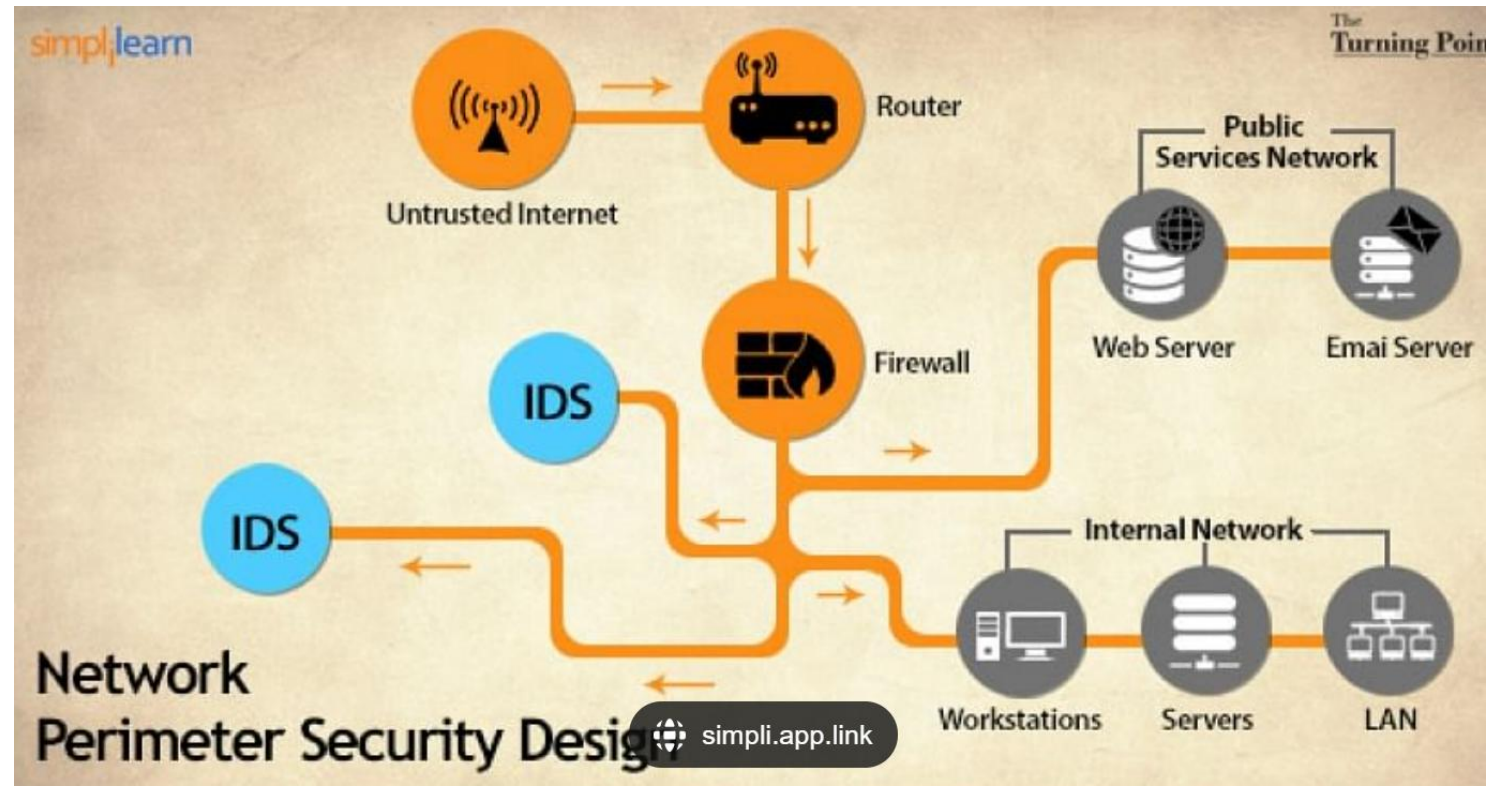 simplilearn
The
Turning Poin
Router
Untrusted Internet
Public
Services Network
Web Server
Emai Server
Firewall
IDS
IDS
Internal Network
Workstations
Servers
LAN
Network
Perimeter Security Design
simpli.app.link